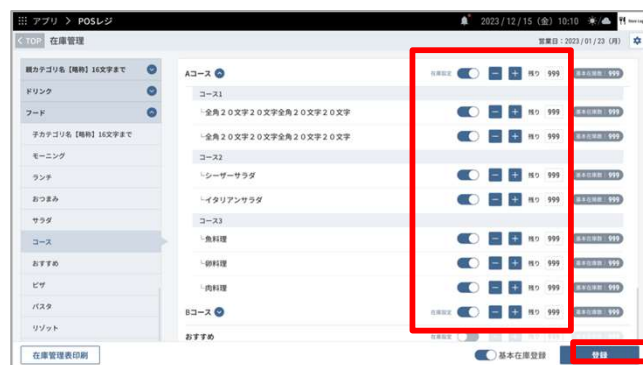 アプリ > POSレジ
2023/12/15(金)10:10
< TOP 在庫管理
営業日:2023/01/23(月)
親カテゴリ名【略称】16文字まで
ドリンク
フード
子カテゴリ名【略称】16文字まで
モーニング
ランチ
おつまみ
サラダ
コース
おすすめ
ピザ
パスタ
リゾット
Aコース 在庫設定 - + 残り 999 基本在庫数 999
コース1
└全角20文字20文字全角20文字20文字 - + 残り 999 基本在庫数 999
└全角20文字20文字全角20文字20文字 - + 残り 999 基本在庫数 999
コース2
└シーザーサラダ - + 残り 999 基本在庫数 999
└イタリアンサラダ - + 残り 999 基本在庫数 999
コース3
└魚料理 - + 残り 999 基本在庫数 999
└卵料理 - + 残り 999 基本在庫数 999
└肉料理 - + 残り 999 基本在庫数 999
Bコース 在庫設定 - + 残り 999 基本在庫数 999
おすすめ 在庫設定
在庫管理表印刷
基本在庫登録
登録